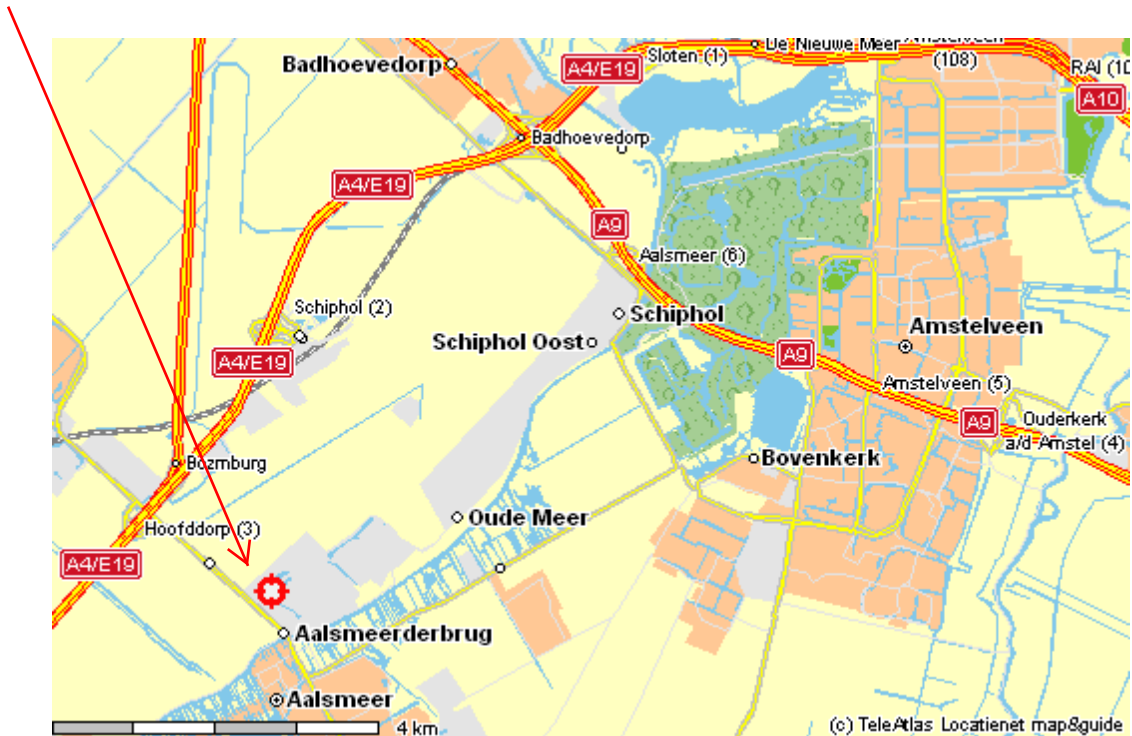 De Nieuwe Meer
Amstelveen
(108)
Sloten (1)
Badhoevedorp
A4/E19
RAI (10
A10
Badhoevedorp
A4/E19
A9
Aalsmeer (6)
Schiphol (2)
Schiphol
Amstelveen
Schiphol Oost
A4/E19
A9
Amstelveen (5)
A9
Ouderkerk
a/d Amstel (4)
Bozmburg
Bovenkerk
Oude Meer
Hoofddorp (3)
A4/E19
Aalsmeerderbrug
Aalsmeer
4 km
(c) TeleAtlas Locatienet map&guide